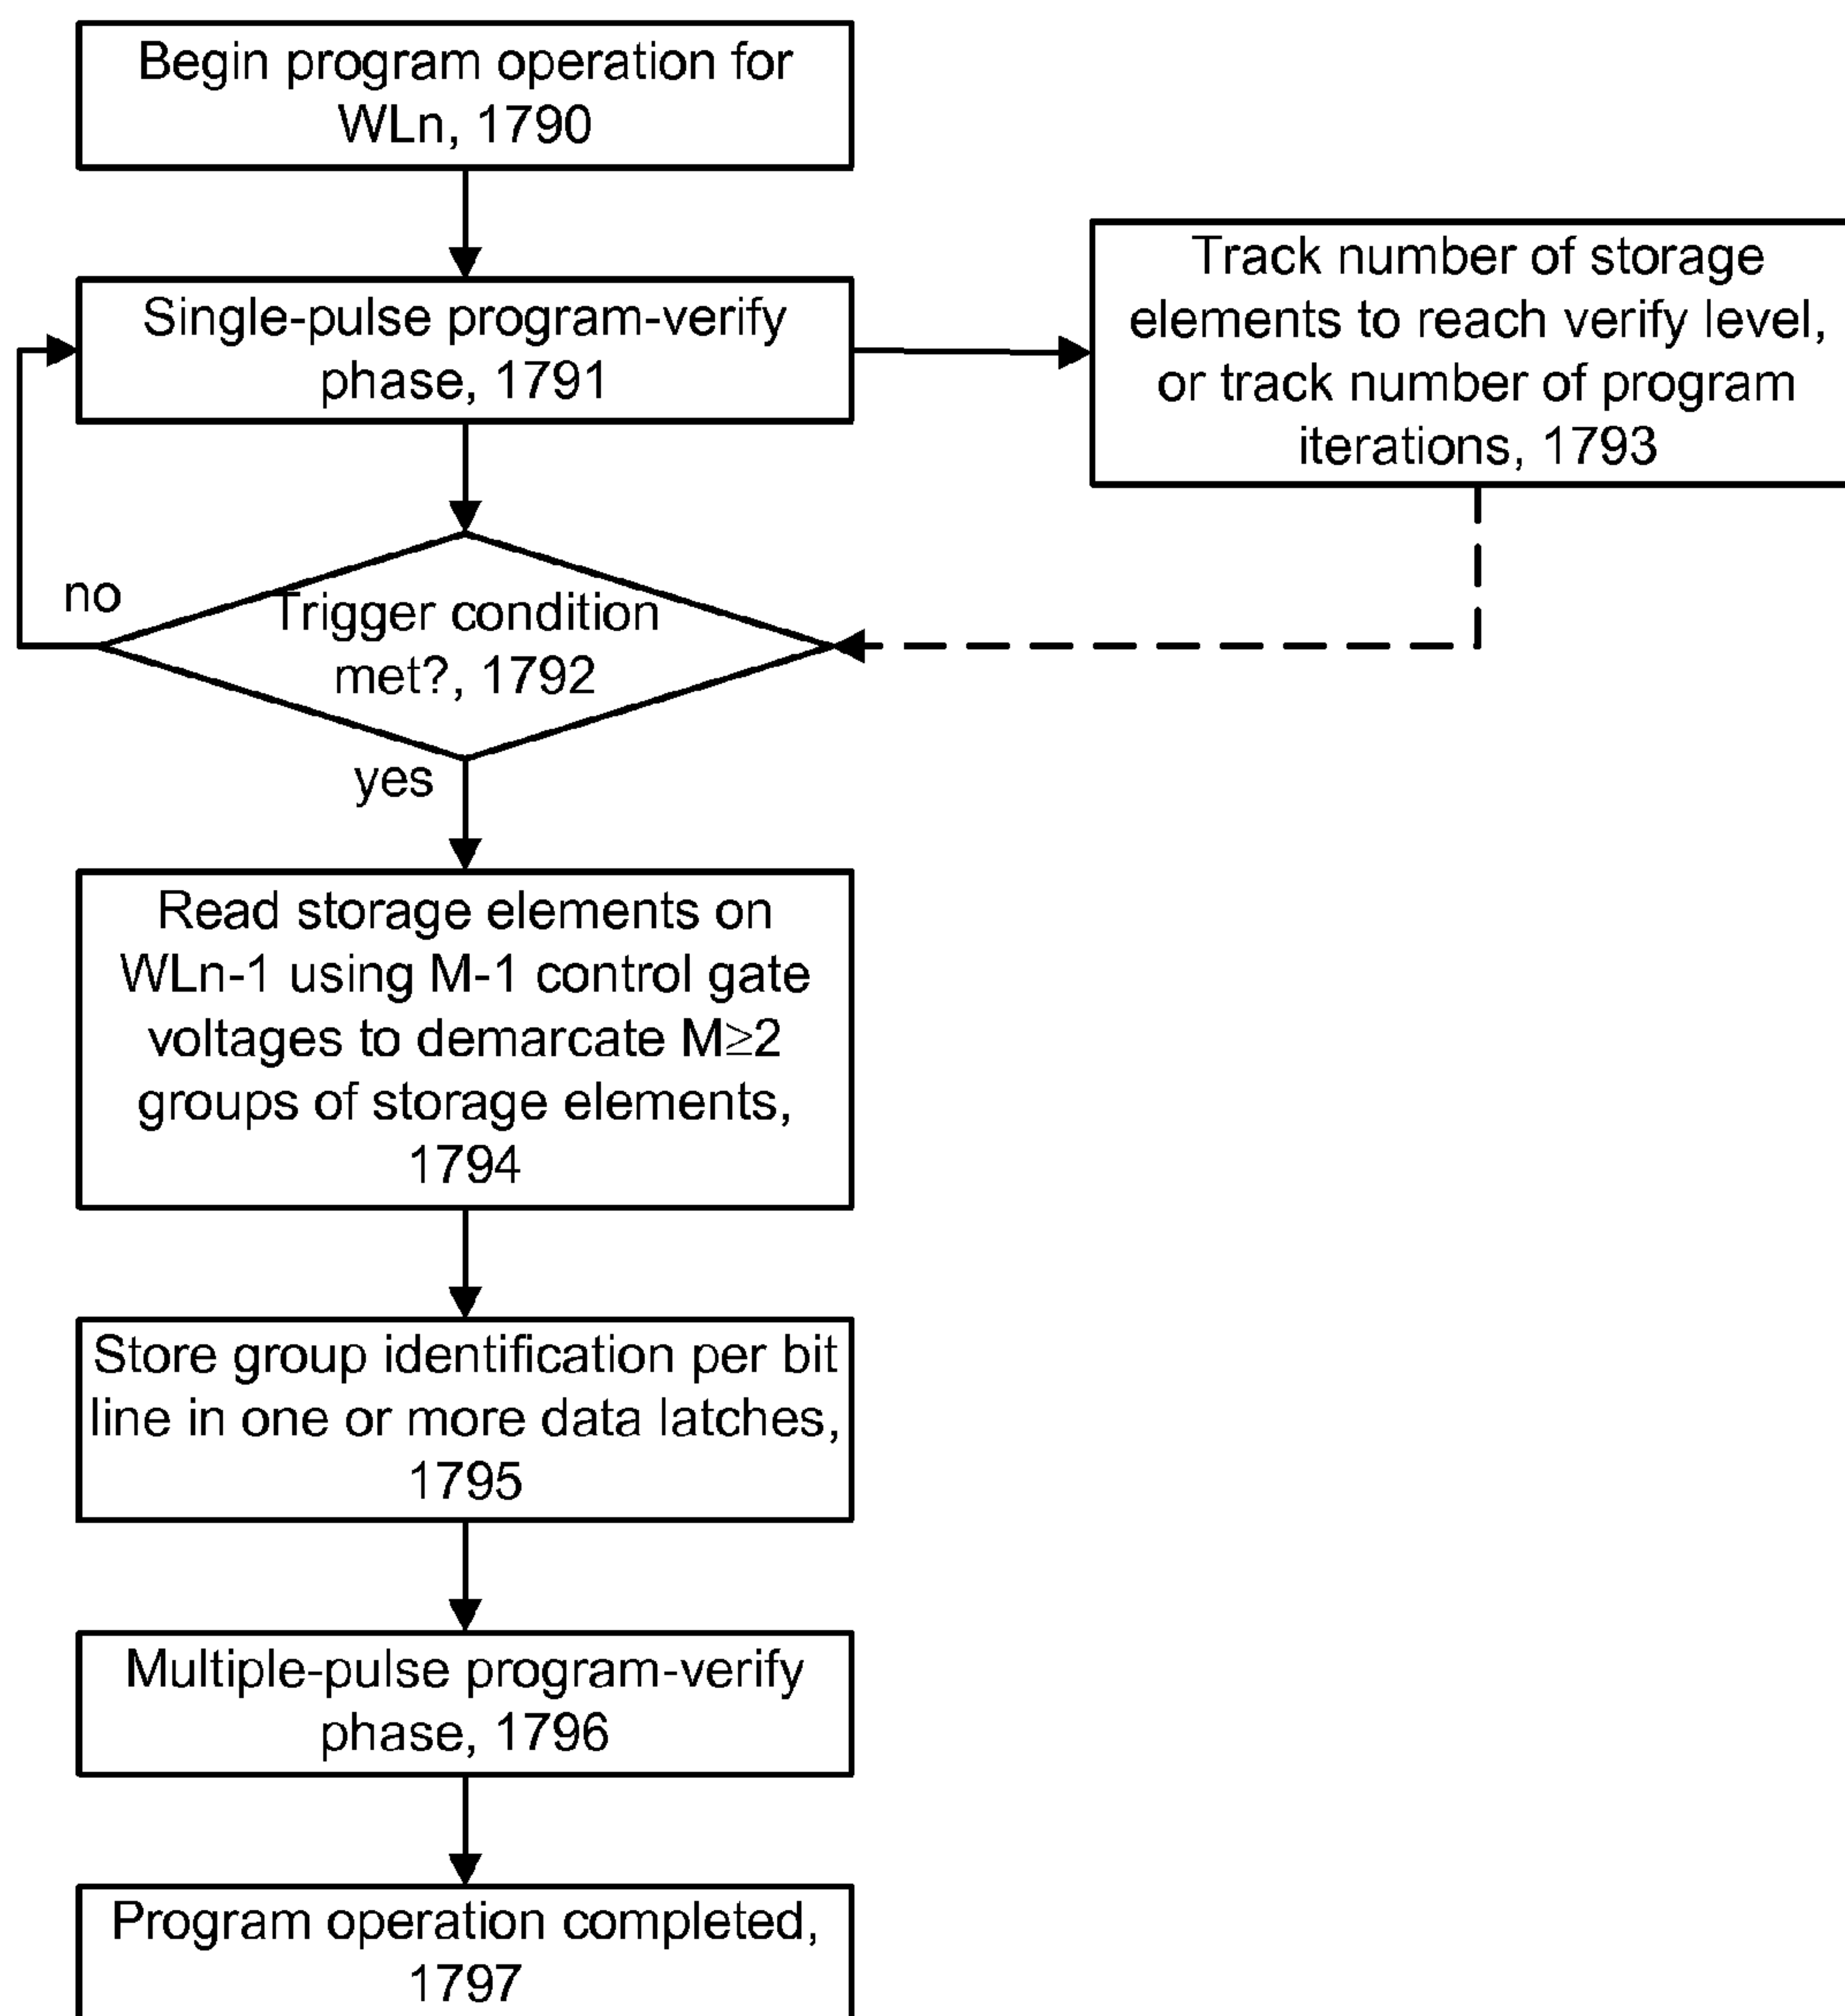 Begin program operation for
WLn, 1790
Single-pulse program-verify
phase, 1791
Track number of storage
elements to reach verify level,
or track number of program
iterations, 1793
no
Trigger condition
met?, 1792
yes
Read storage elements on
WLn-1 using M-1 control gate
voltages to demarcate M≥2
groups of storage elements,
1794
Store group identification per bit
line in one or more data latches,
1795
Multiple-pulse program-verify
phase, 1796
Program operation completed,
1797